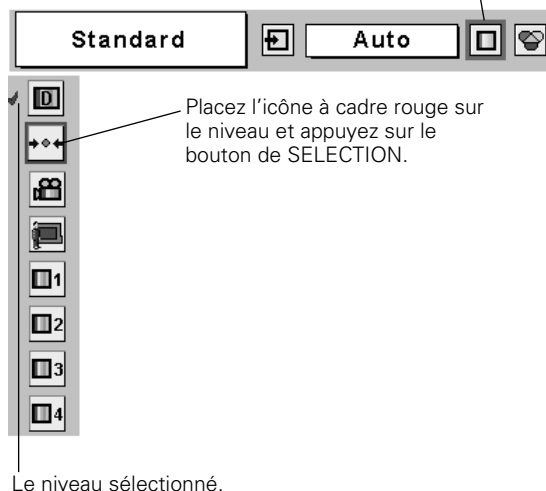 Standard
Auto
D
Placez l'icône à cadre rouge sur
le niveau et appuyez sur le
bouton de SELECTION.
1
2
3
4
Le niveau sélectionné.